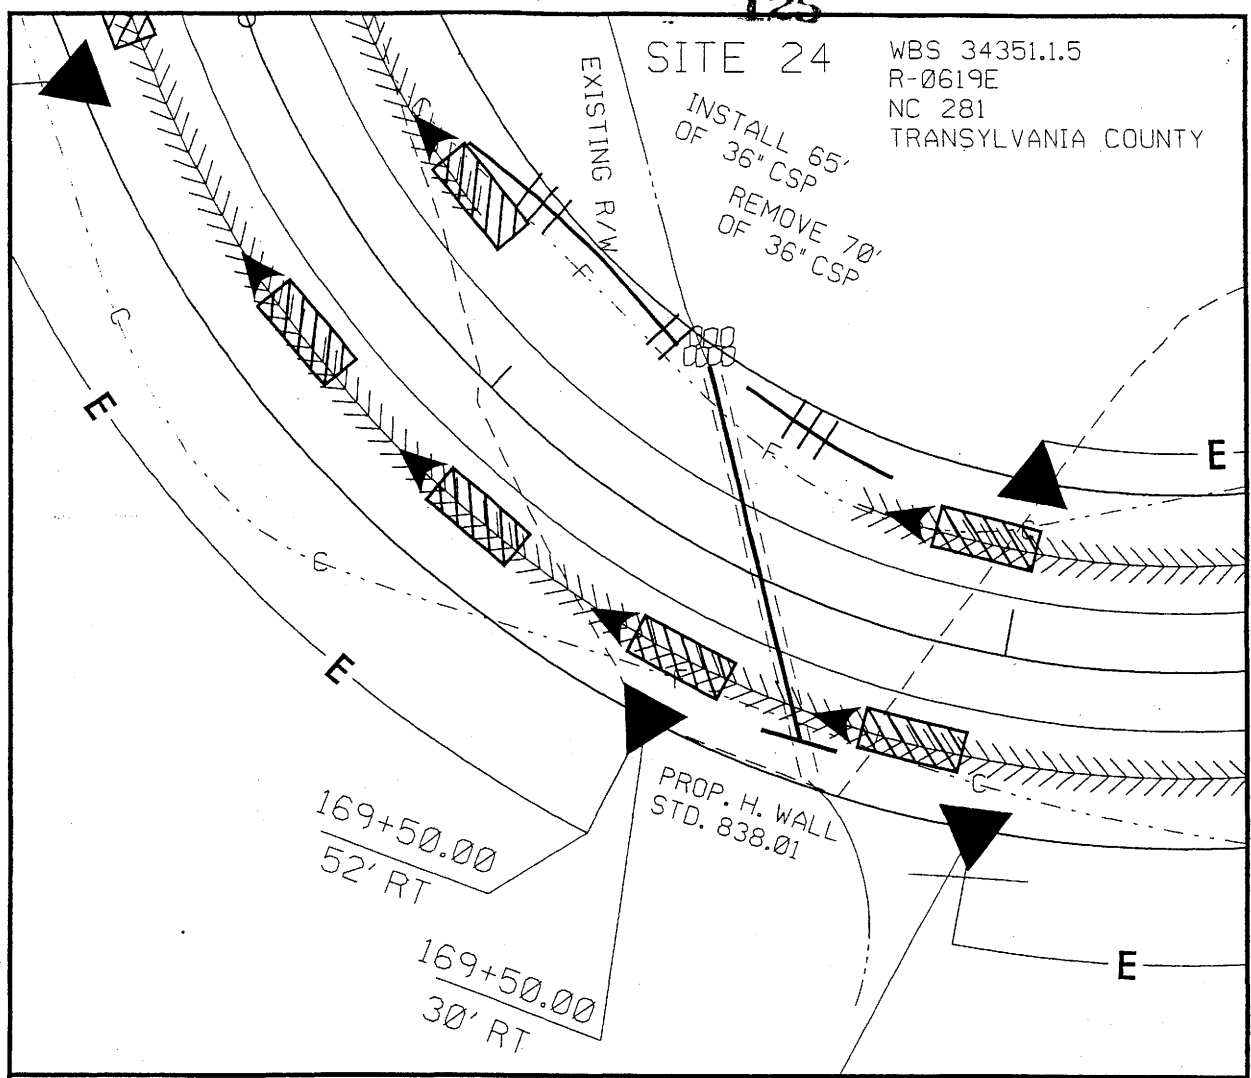 SITE 24
WBS 34351.1.5
R-0619E
NC 281
TRANSYLVANIA COUNTY
EXISTING R/W
INSTALL 65'
OF 36" CSP
REMOVE 70'
OF 36" CSP
C
F
C
E
F
E
C
C
E
F
C
PROP. H. WALL
STD. 838.01
169+50.00
52' RT
169+50.00
30' RT
E